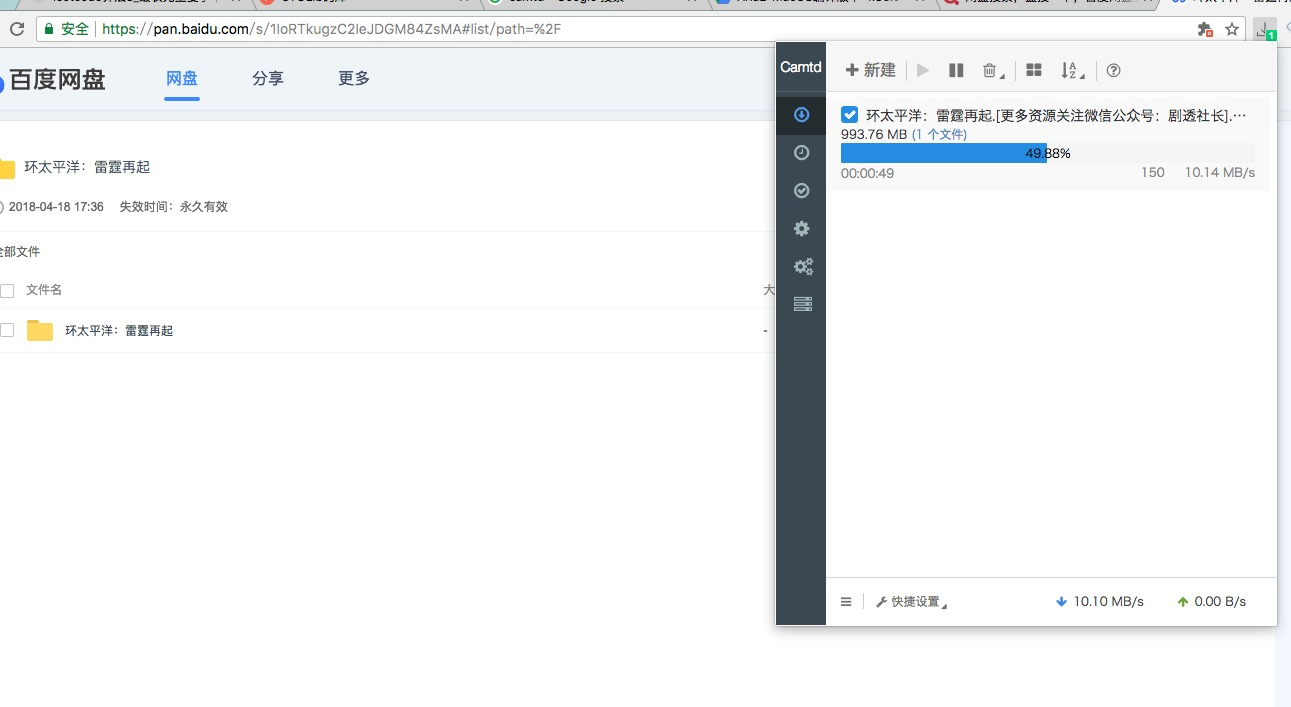 安全 https://pan.baidu.com/s/1IoRTkugzC2leJDGM84ZsMA#list/path=%2F
1
百度网盘
网盘
分享
更多
环太平洋：雷霆再起
2018-04-18 17:36 失效时间：永久有效
全部文件
文件名
大
环太平洋：雷霆再起
-
Camtd
新建
环太平洋：雷霆再起.[更多资源关注微信公众号：剧透社长].…
993.76 MB (1 个文件)
49.88%
00:00:49 150 10.14 MB/s
快捷设置
10.10 MB/s 0.00 B/s